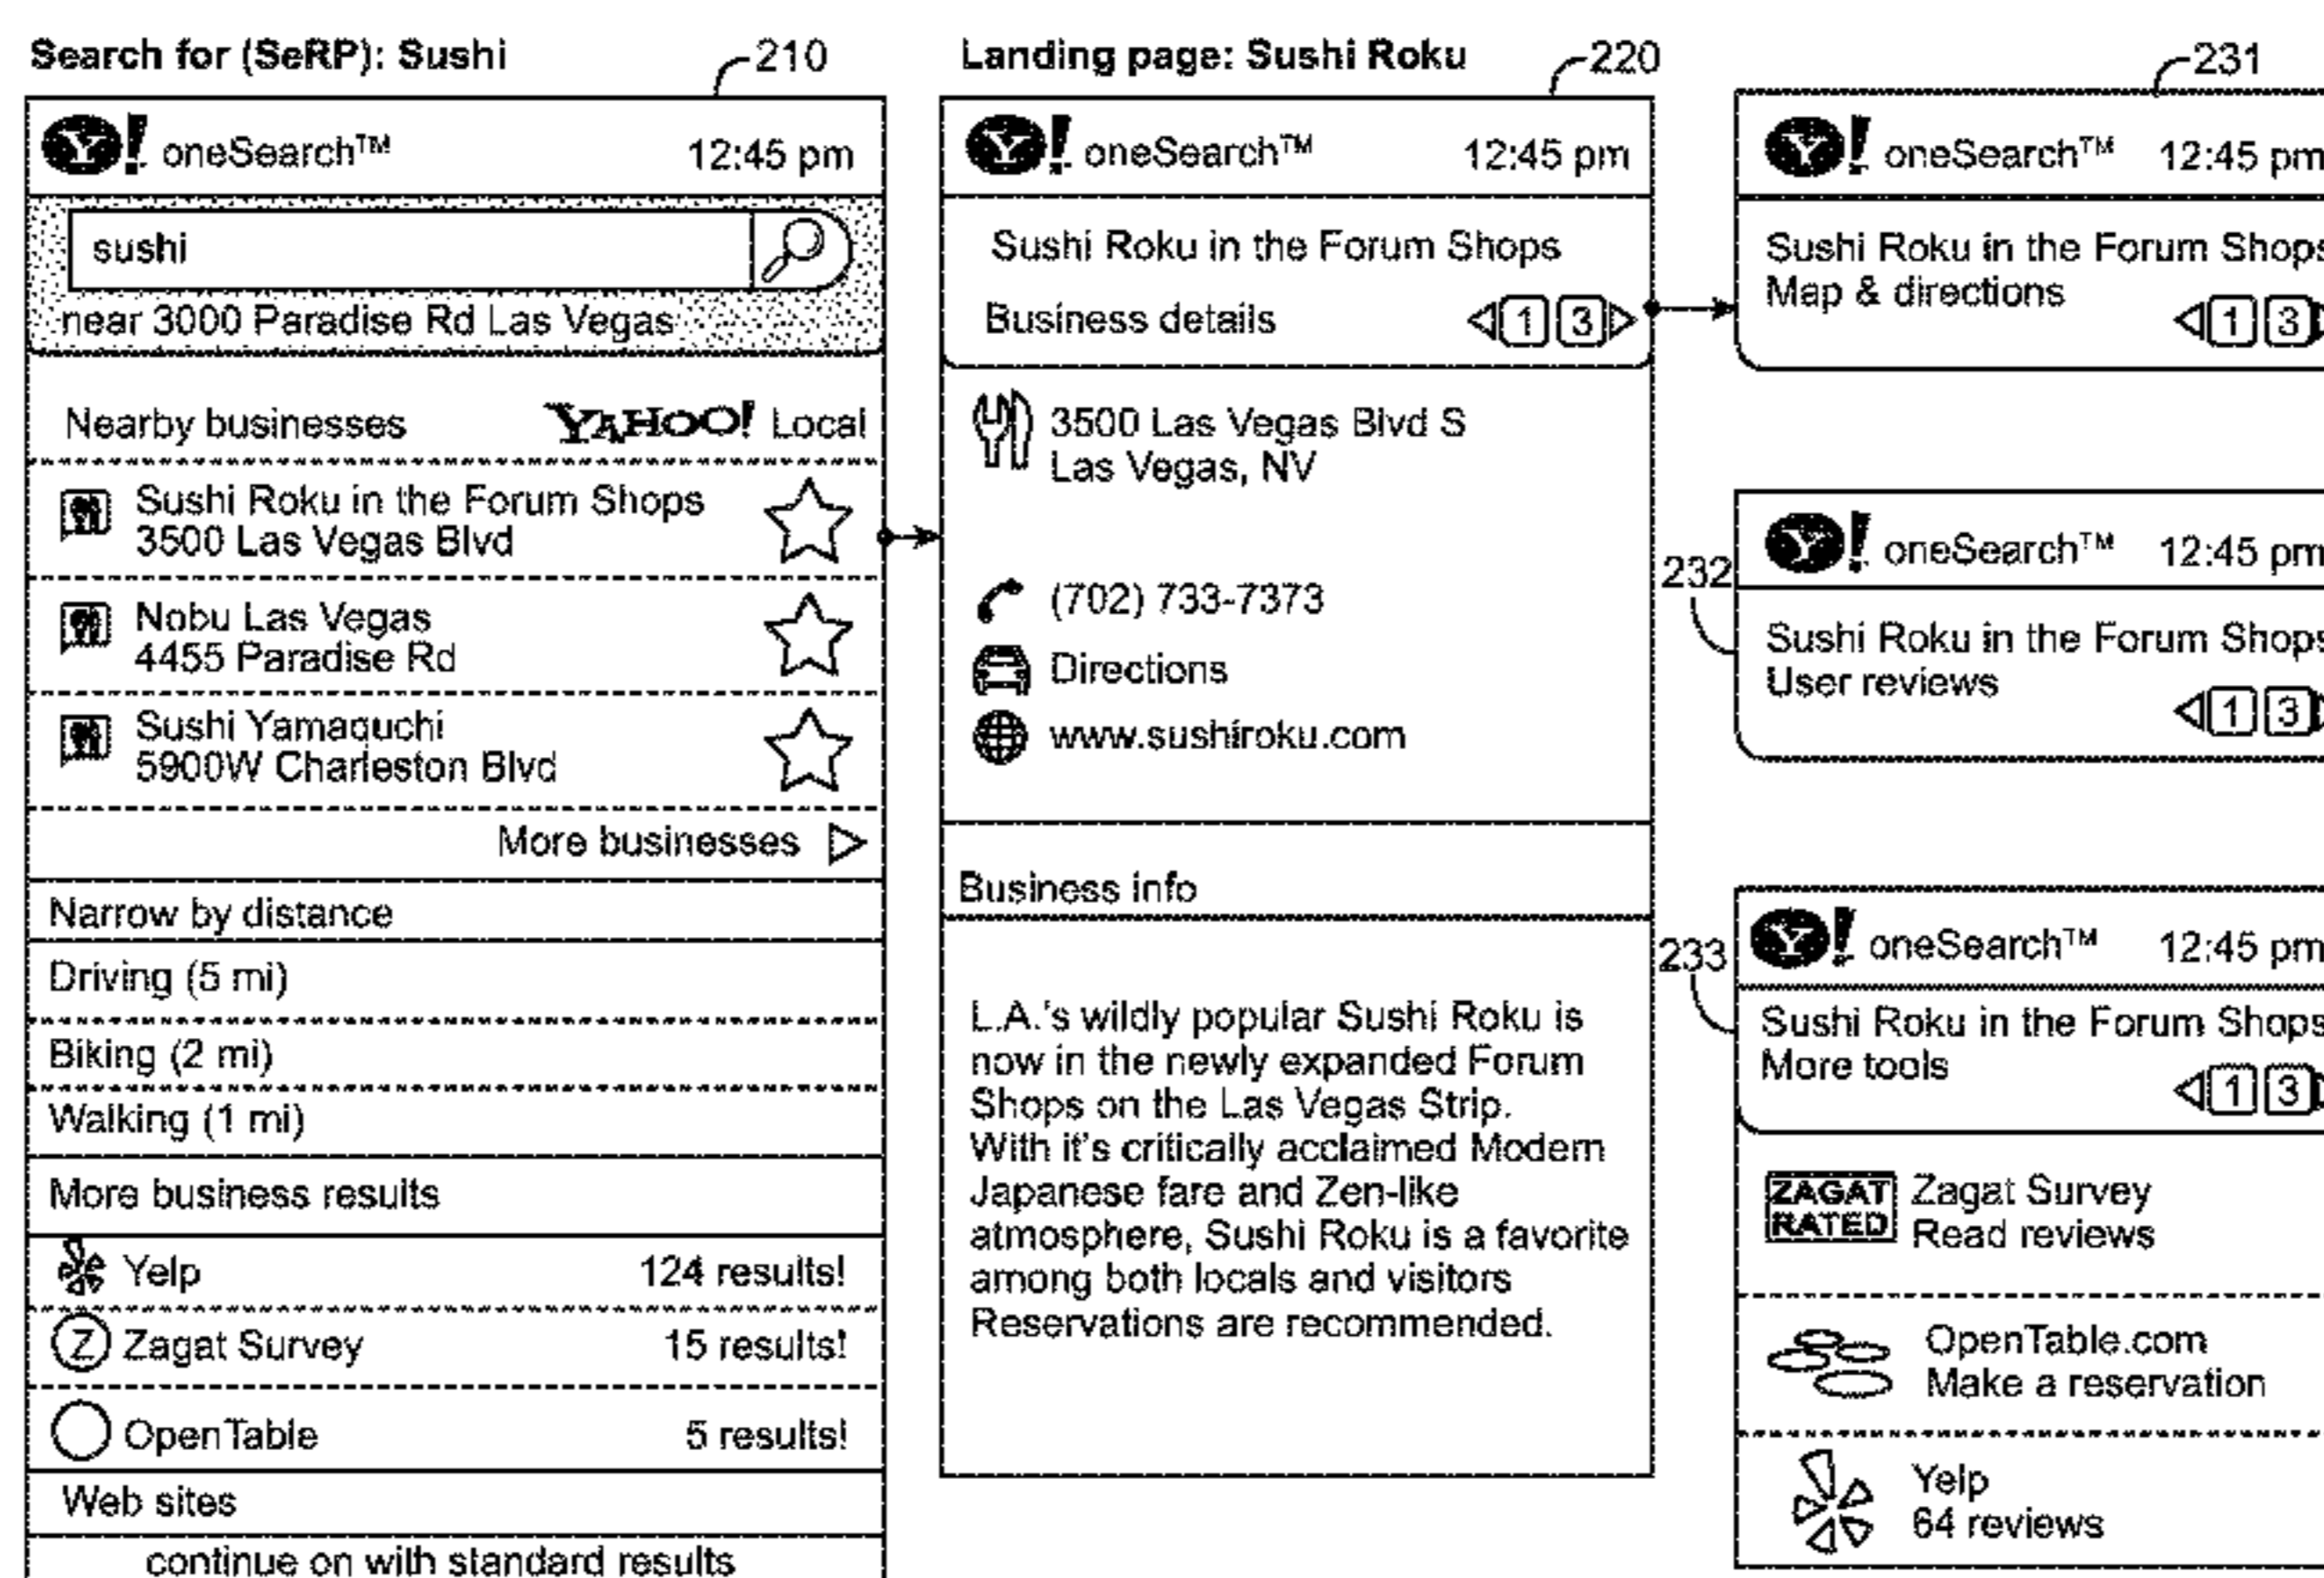 Search for (SeRP): Sushi
210
Y! oneSearch™ 12:45 pm
sushi
near 3000 Paradise Rd Las Vegas
Nearby businesses YAHOO! Local
Sushi Roku in the Forum Shops
3500 Las Vegas Blvd
Nobu Las Vegas
4455 Paradise Rd
Sushi Yamaguchi
5900W Charleston Blvd
More businesses
Narrow by distance
Driving (5 mi)
Biking (2 mi)
Walking (1 mi)
More business results
Yelp 124 results!
Z Zagat Survey 15 results!
OpenTable 5 results!
Web sites
continue on with standard results
Landing page: Sushi Roku
220
Y! oneSearch™ 12:45 pm
Sushi Roku in the Forum Shops
Business details 1 3
3500 Las Vegas Blvd S
Las Vegas, NV
(702) 733-7373
Directions
www.sushiroku.com
Business info
L.A.'s wildly popular Sushi Roku is
now in the newly expanded Forum
Shops on the Las Vegas Strip.
With it's critically acclaimed Modern
Japanese fare and Zen-like
atmosphere, Sushi Roku is a favorite
among both locals and visitors
Reservations are recommended.
231
Y! oneSearch™ 12:45 pm
Sushi Roku in the Forum Shops
Map & directions
1 3
232
Y! oneSearch™ 12:45 pm
Sushi Roku in the Forum Shops
User reviews
1 3
233
Y! oneSearch™ 12:45 pm
Sushi Roku in the Forum Shops
More tools
1 3
ZAGAT RATED
Zagat Survey
Read reviews
OpenTable.com
Make a reservation
Yelp
64 reviews